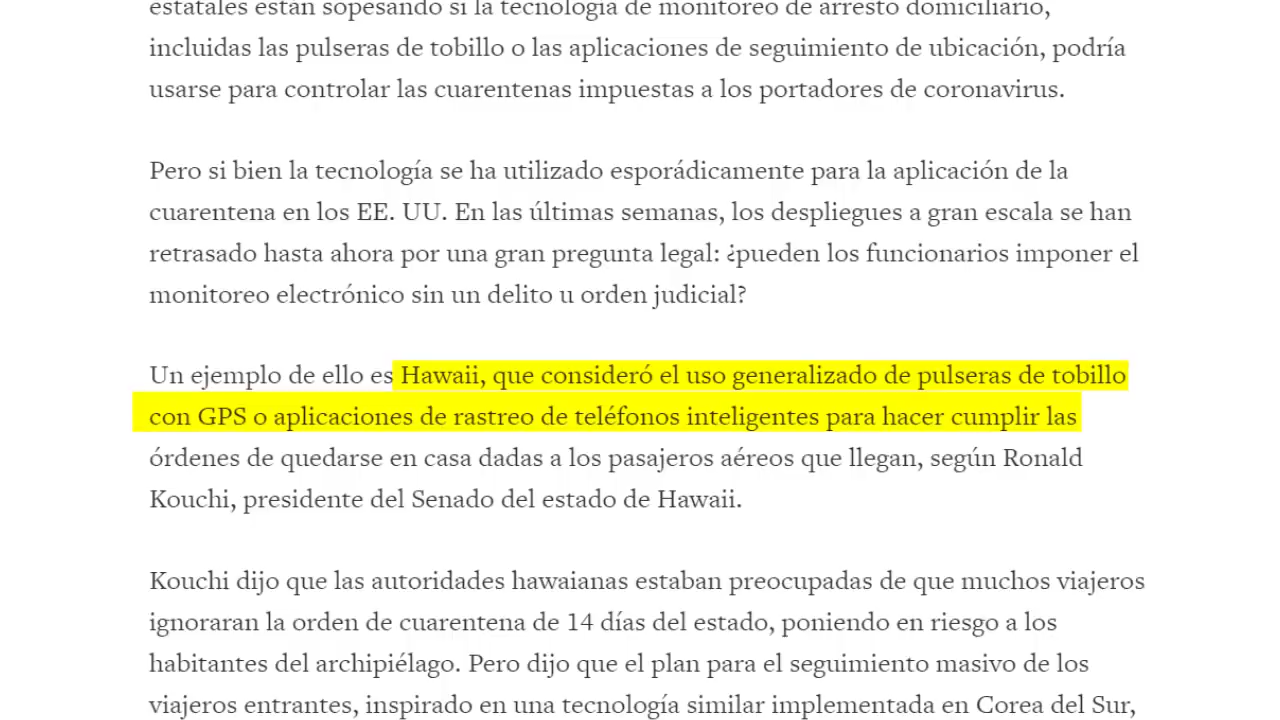 estatales están sopesando si la tecnología de monitoreo de arresto domiciliario,
incluidas las pulseras de tobillo o las aplicaciones de seguimiento de ubicación, podría
usarse para controlar las cuarentenas impuestas a los portadores de coronavirus.
Pero si bien la tecnología se ha utilizado esporádicamente para la aplicación de la
cuarentena en los EE. UU. En las últimas semanas, los despliegues a gran escala se han
retrasado hasta ahora por una gran pregunta legal: ¿pueden los funcionarios imponer el
monitoreo electrónico sin un delito u orden judicial?
Un ejemplo de ello es Hawaii, que consideró el uso generalizado de pulseras de tobillo
con GPS o aplicaciones de rastreo de teléfonos inteligentes para hacer cumplir las
órdenes de quedarse en casa dadas a los pasajeros aéreos que llegan, según Ronald
Kouchi, presidente del Senado del estado de Hawaii.
Kouchi dijo que las autoridades hawaianas estaban preocupadas de que muchos viajeros
ignoraran la orden de cuarentena de 14 días del estado, poniendo en riesgo a los
habitantes del archipiélago. Pero dijo que el plan para el seguimiento masivo de los
viajeros entrantes, inspirado en una tecnología similar implementada en Corea del Sur,